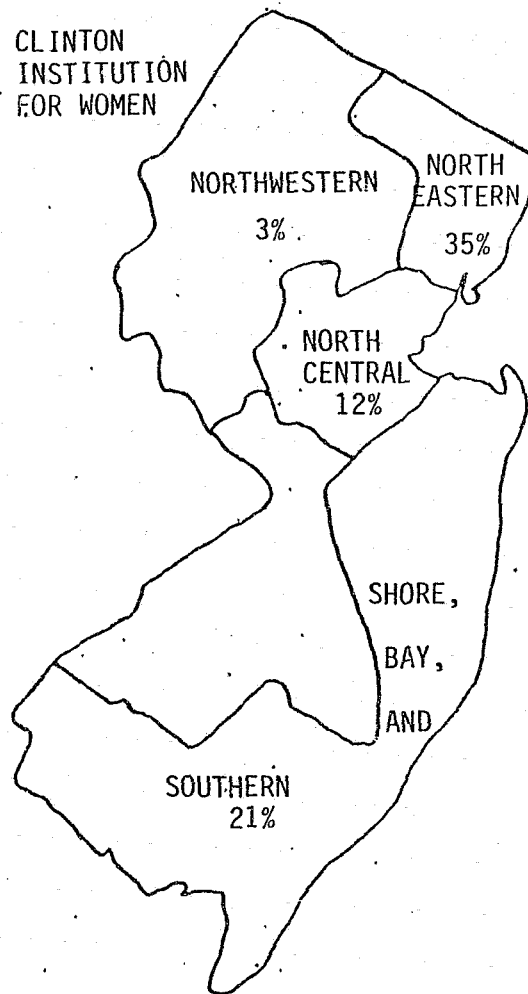 CLINTON
INSTITUTION
FOR WOMEN
NORTHWESTERN
3%
NORTH
EASTERN
35%
NORTH
CENTRAL
12%
SHORE,
BAY,
AND
SOUTHERN
21%